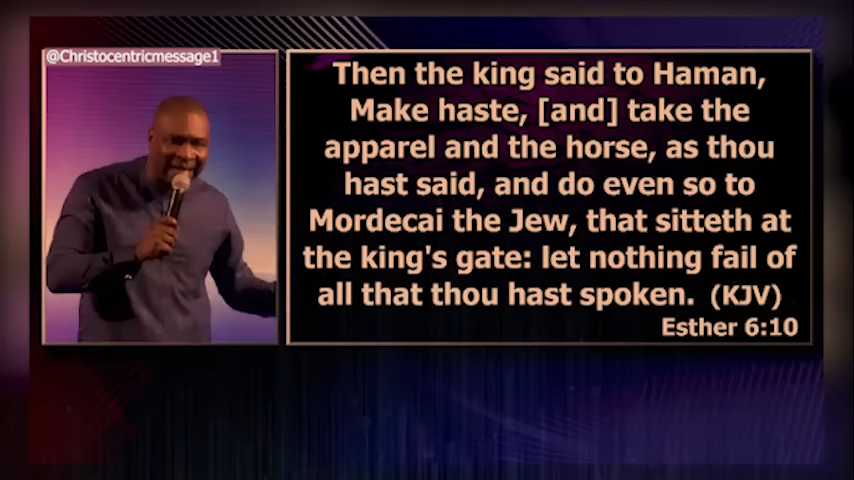 @Christocentricmessage1
Then the king said to Haman,
Make haste, [and] take the
apparel and the horse, as thou
hast said, and do even so to
Mordecai the Jew, that sitteth at
the king's gate: let nothing fail of
all that thou hast spoken. (KJV)
Esther 6:10